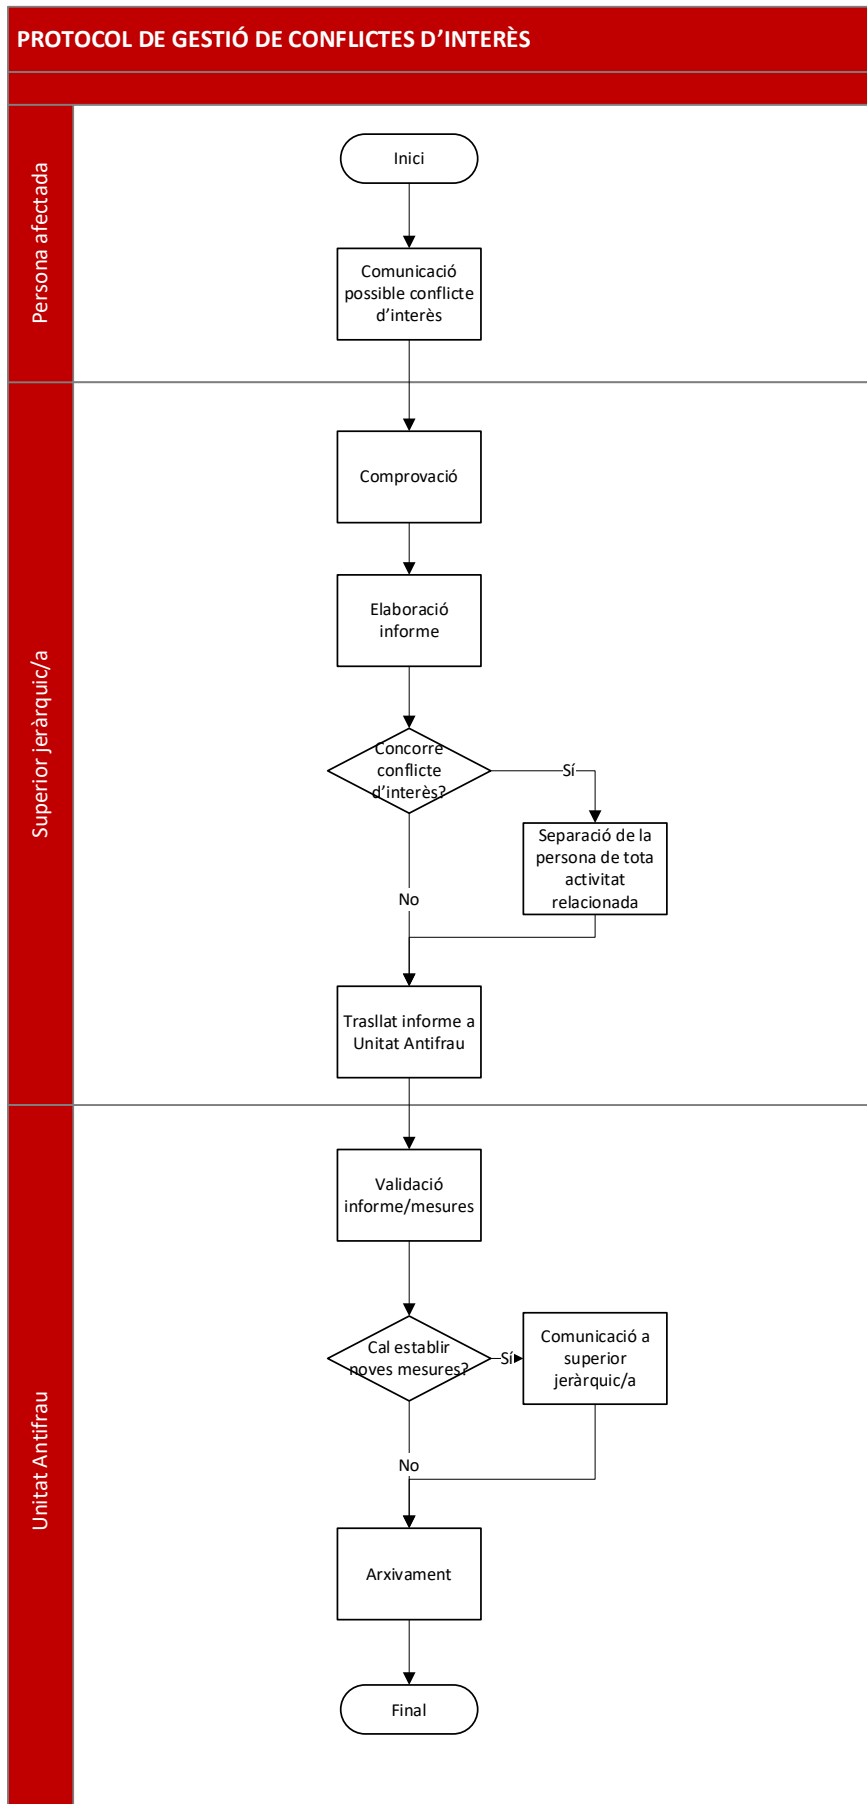 PROTOCOL DE GESTIÓ DE CONFLICTES D’INTERÈS
Persona afectada
Inici
Comunicació
possible conflicte
d’interès
Superior jeràrquic/a
Comprovació
Elaboració
informe
Concorre
conflicte
d’interès?
Sí
Separació de la
persona de tota
activitat
relacionada
No
Trasllat informe a
Unitat Antifrau
Unitat Antifrau
Validació
informe/mesures
Cal establir
noves mesures?
Sí
Comunicació a
superior
jeràrquic/a
No
Arxivament
Final